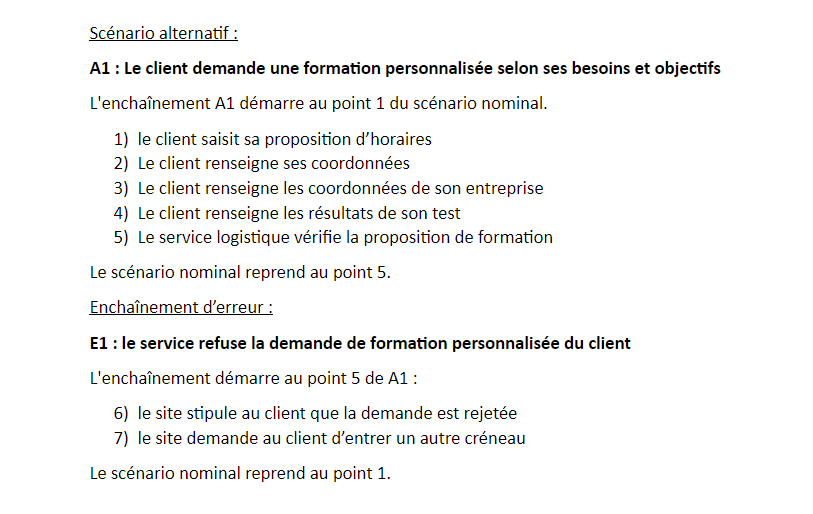 Scénario alternatif :
A1 : Le client demande une formation personnalisée selon ses besoins et objectifs
L'enchaînement A1 démarre au point 1 du scénario nominal.
1) le client saisit sa proposition d’horaires
2) Le client renseigne ses coordonnées
3) Le client renseigne les coordonnées de son entreprise
4) Le client renseigne les résultats de son test
5) Le service logistique vérifie la proposition de formation
Le scénario nominal reprend au point 5.
Enchaînement d’erreur :
E1 : le service refuse la demande de formation personnalisée du client
L'enchaînement démarre au point 5 de A1 :
6) le site stipule au client que la demande est rejetée
7) le site demande au client d’entrer un autre créneau
Le scénario nominal reprend au point 1.